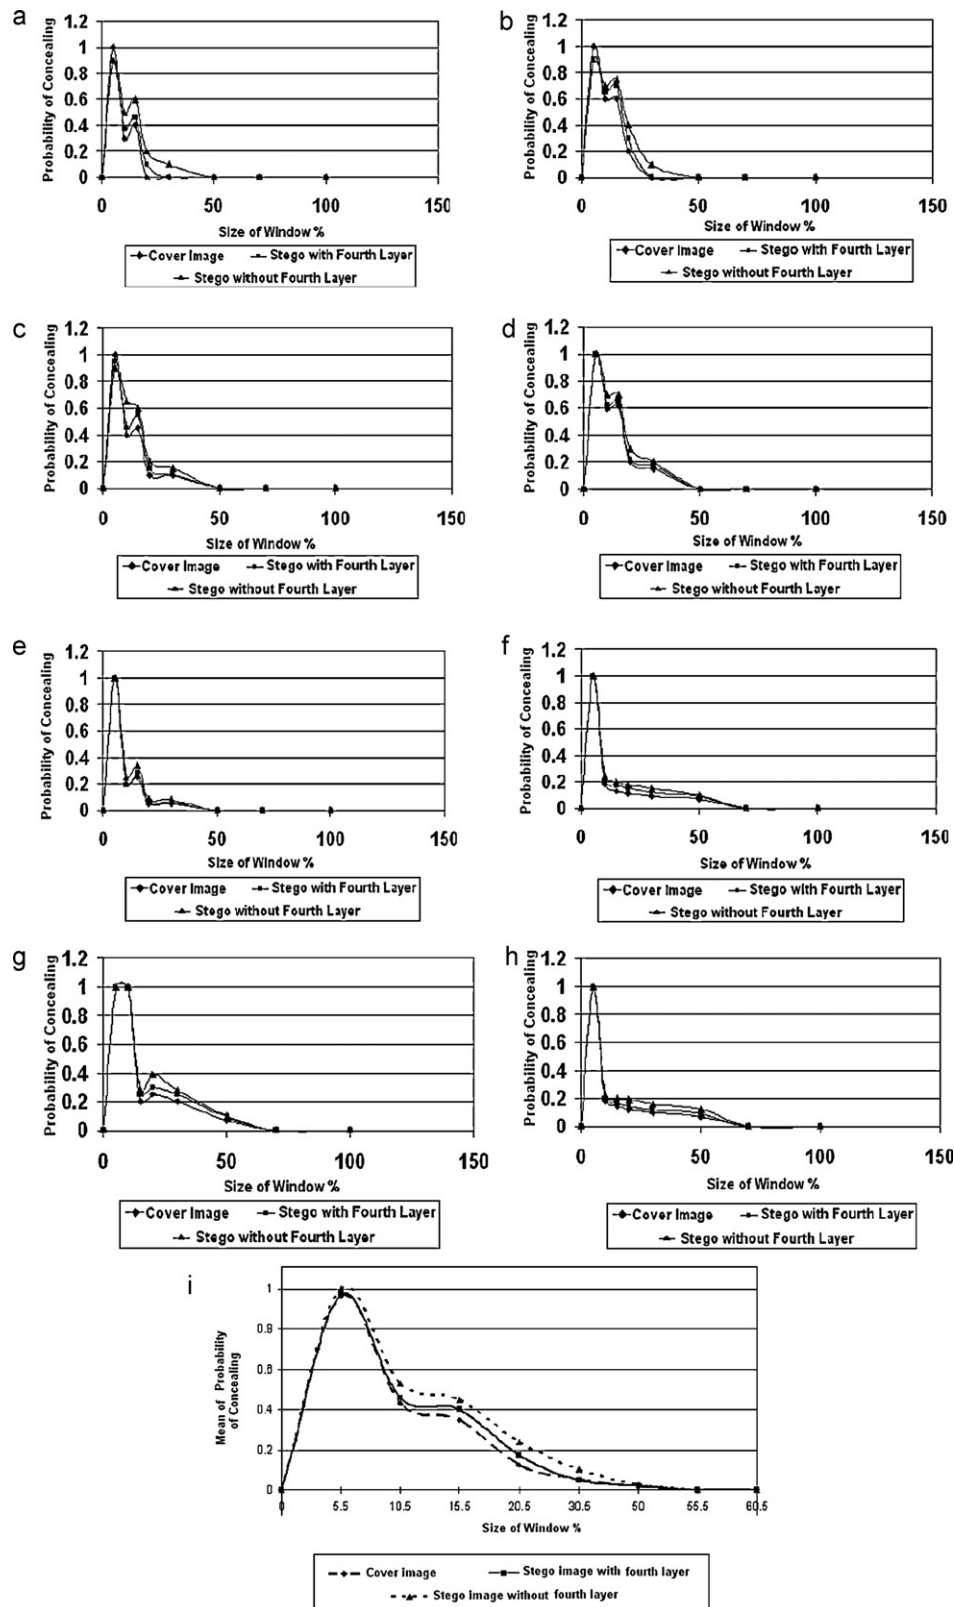 a
Probability of Concealing
1.2
1
0.8
0.6
0.4
0.2
0
0 50 100 150
Size of Window %
Cover Image Stego with Fourth Layer
Stego without Fourth Layer
b
Probability of Concealing
1.2
1
0.8
0.6
0.4
0.2
0
0 50 100 150
Size of Window %
Cover Image Stego with Fourth Layer
Stego without Fourth Layer
c
Probability of Concealing
1.2
1
0.8
0.6
0.4
0.2
0
0 50 100 150
Size of Window %
Cover Image Stego with Fourth Layer
Stego without Fourth Layer
d
Probability of Concealing
1.2
1
0.8
0.6
0.4
0.2
0
0 50 100 150
Size of Window %
Cover Image Stego with Fourth Layer
Stego without Fourth Layer
e
Probability of Concealing
1.2
1
0.8
0.6
0.4
0.2
0
0 50 100 150
Size of Window %
Cover Image Stego with Fourth Layer
Stego without Fourth Layer
f
Probability of Concealing
1.2
1
0.8
0.6
0.4
0.2
0
0 50 100 150
Size of Window %
Cover Image Stego with Fourth Layer
Stego without Fourth Layer
g
Probability of Concealing
1.2
1
0.8
0.6
0.4
0.2
0
0 50 100 150
Size of Window %
Cover Image Stego with Fourth Layer
Stego without Fourth Layer
h
Probability of Concealing
1.2
1
0.8
0.6
0.4
0.2
0
0 50 100 150
Size of Window %
Cover Image Stego with Fourth Layer
Stego without Fourth Layer
i
Mean of Probability
of Concealing
1
0.8
0.6
0.4
0.2
0
0 5.5 10.5 15.5 20.5 30.5 50 55.5 60.5
Size of Window %
Cover image Stego image with fourth layer
Stego image without fourth layer